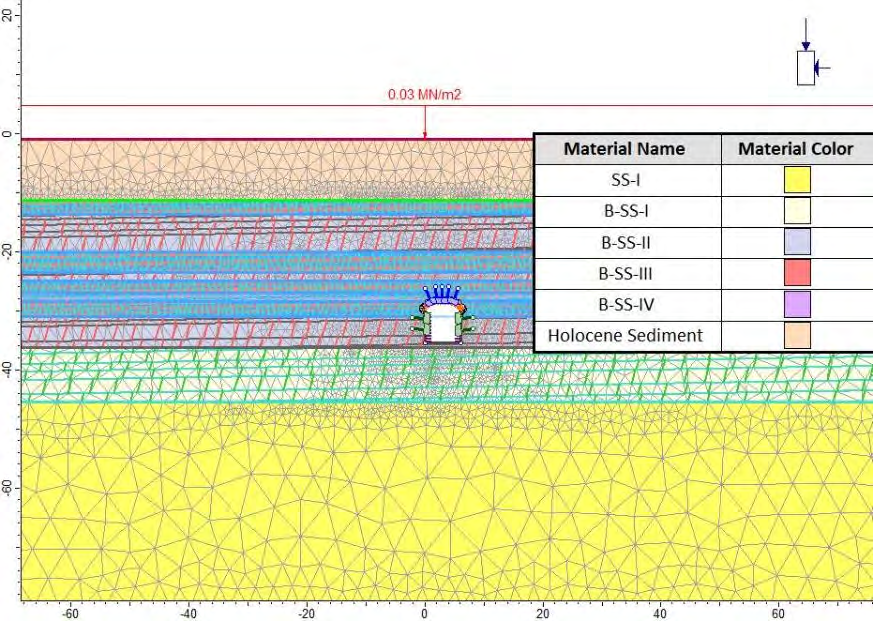 20
0.03 MN/m2
0
Material Name Material Color
SS-I
B-SS-I
B-SS-II
-20
B-SS-III
B-SS-IV
Holocene Sediment
-40
-60
-60 -40 -20 0 20 40 60